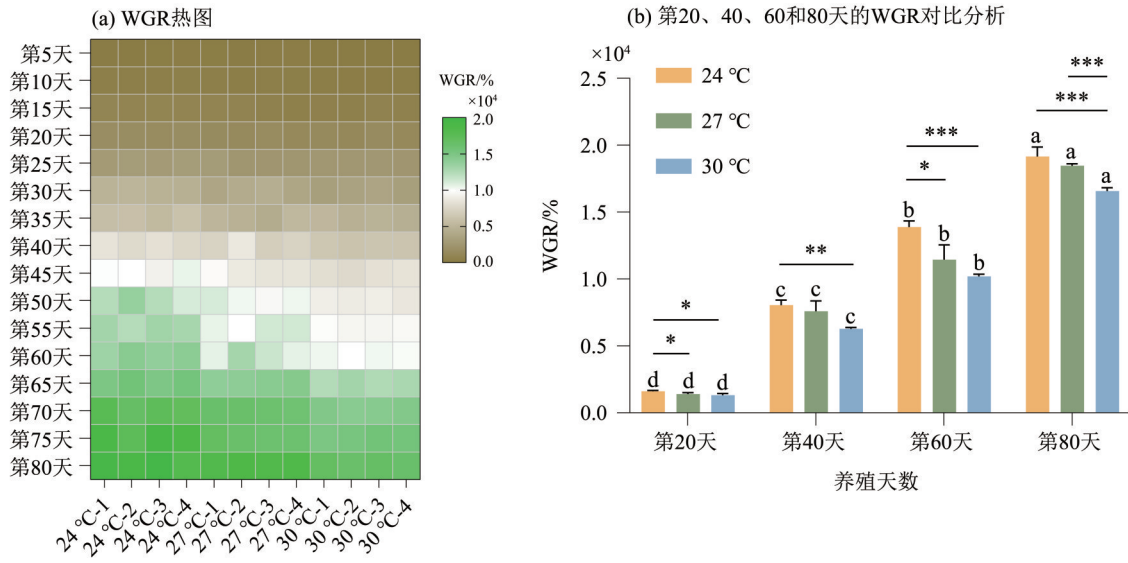 (a) WGR热图
第5天
第10天
第15天
第20天
第25天
第30天
第35天
第40天
第45天
第50天
第55天
第60天
第65天
第70天
第75天
第80天
24 ℃-1
24 ℃-2
24 ℃-3
24 ℃-4
27 ℃-1
27 ℃-2
27 ℃-3
27 ℃-4
30 ℃-1
30 ℃-2
30 ℃-3
30 ℃-4
WGR/%
×10⁴
2.0
1.5
1.0
0.5
0.0
(b) 第20、40、60和80天的WGR对比分析
×10⁴
2.5
2.0
1.5
1.0
0.5
0.0
WGR/%
24 ℃
27 ℃
30 ℃
***
***
a a a
***
*
b b b
**
c c c
*
*
d d d
第20天 第40天 第60天 第80天
养殖天数